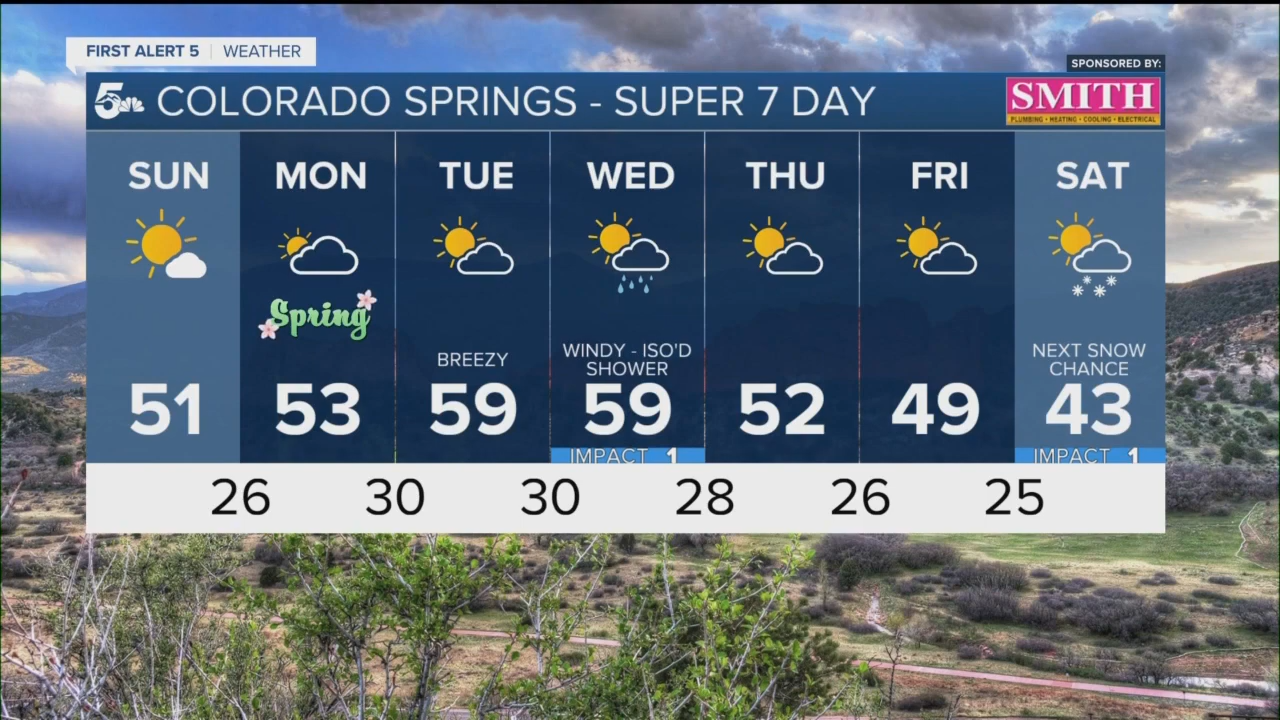 FIRST ALERT 5 | WEATHER
SPONSORED BY:
5 COLORADO SPRINGS - SUPER 7 DAY
SMITH
PLUMBING • HEATING • COOLING • ELECTRICAL
SUN MON TUE WED THU FRI SAT
Spring
BREEZY
WINDY - ISO'D
SHOWER
NEXT SNOW
CHANCE
51 53 59 59 52 49 43
IMPACT 1 IMPACT 1
26 30 30 28 26 25